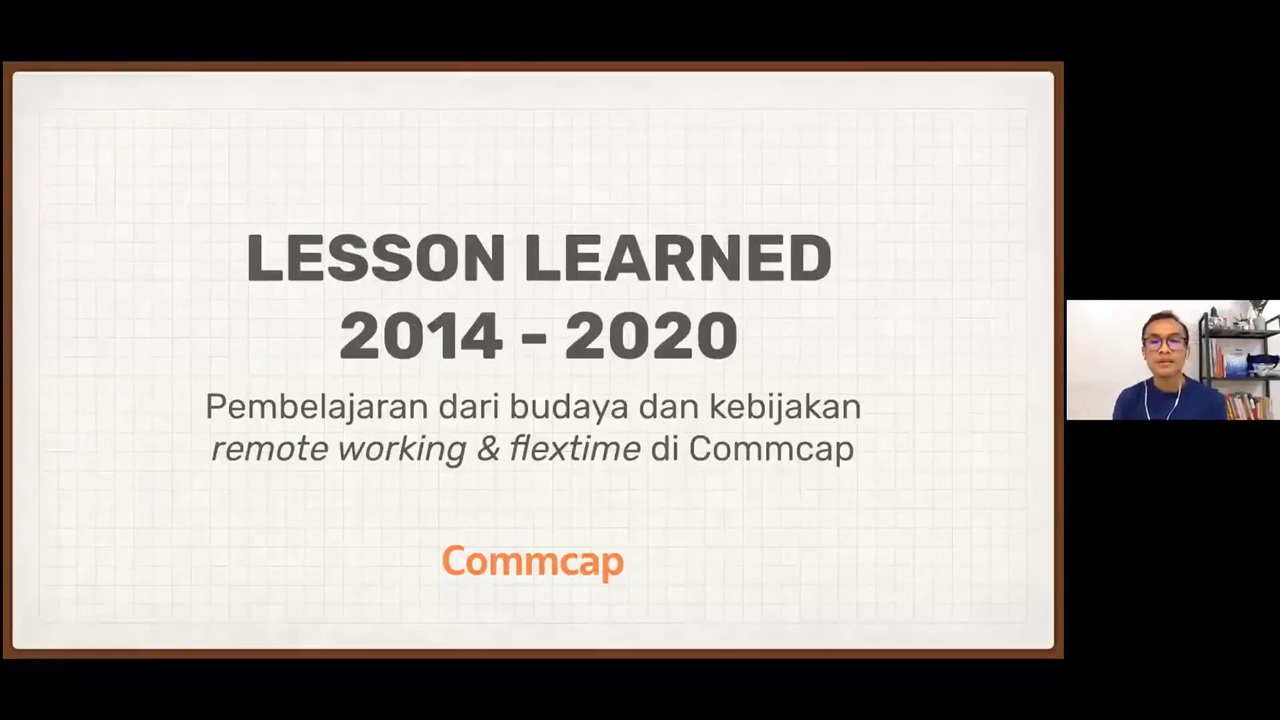 LESSON LEARNED
2014 - 2020
Pembelajaran dari budaya dan kebijakan
remote working & flextime di Commcap
Commcap